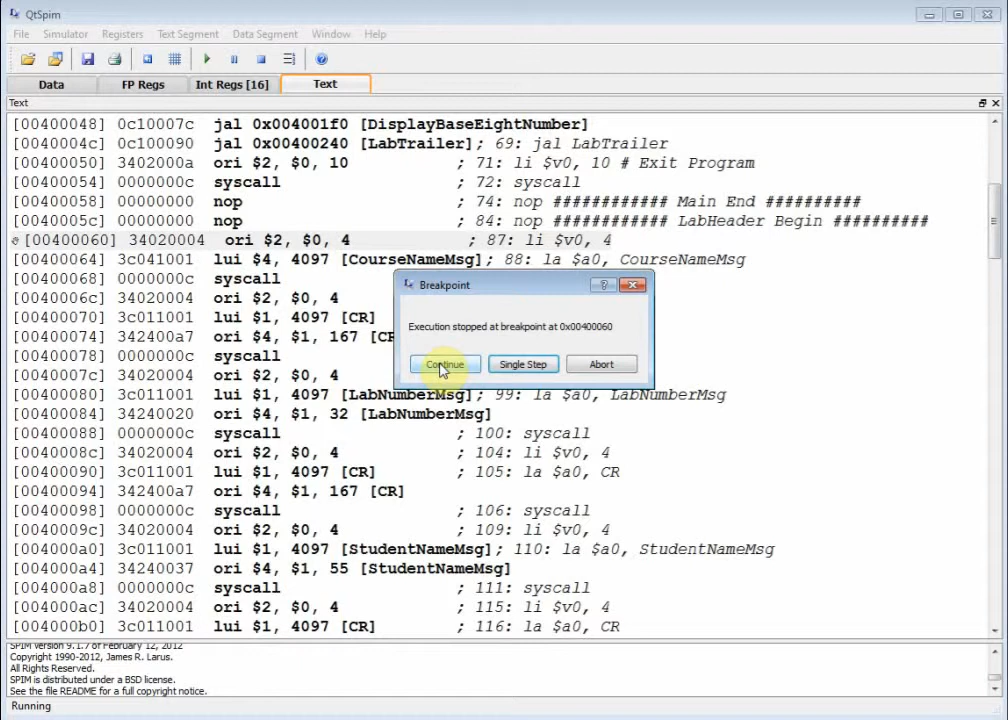 QtSpim
File Simulator Registers Text Segment Data Segment Window Help
Data FP Regs Int Regs [16] Text
Text
[00400048] 0c10007c jal 0x004001f0 [DisplayBaseEightNumber]
[0040004c] 0c100090 jal 0x00400240 [LabTrailer]; 69: jal LabTrailer
[00400050] 3402000a ori $2, $0, 10 ; 71: li $v0, 10 # Exit Program
[00400054] 0000000c syscall ; 72: syscall
[00400058] 00000000 nop ; 74: nop ############ Main End ##########
[0040005c] 00000000 nop ; 84: nop ############ LabHeader Begin ##########
[00400060] 34020004 ori $2, $0, 4 ; 87: li $v0, 4
[00400064] 3c041001 lui $4, 4097 [CourseNameMsg]; 88: la $a0, CourseNameMsg
[00400068] 0000000c syscall
[0040006c] 34020004 ori $2, $0, 4
[00400070] 3c011001 lui $1, 4097 [CR]
[00400074] 342400a7 ori $4, $1, 167 [CR
[00400078] 0000000c syscall
[0040007c] 34020004 ori $2, $0, 4
[00400080] 3c011001 lui $1, 4097 [LabNumberMsg]; 99: la $a0, LabNumberMsg
[00400084] 34240020 ori $4, $1, 32 [LabNumberMsg]
[00400088] 0000000c syscall ; 100: syscall
[0040008c] 34020004 ori $2, $0, 4 ; 104: li $v0, 4
[00400090] 3c011001 lui $1, 4097 [CR] ; 105: la $a0, CR
[00400094] 342400a7 ori $4, $1, 167 [CR]
[00400098] 0000000c syscall ; 106: syscall
[0040009c] 34020004 ori $2, $0, 4 ; 109: li $v0, 4
[004000a0] 3c011001 lui $1, 4097 [StudentNameMsg]; 110: la $a0, StudentNameMsg
[004000a4] 34240037 ori $4, $1, 55 [StudentNameMsg]
[004000a8] 0000000c syscall ; 111: syscall
[004000ac] 34020004 ori $2, $0, 4 ; 115: li $v0, 4
[004000b0] 3c011001 lui $1, 4097 [CR] ; 116: la $a0, CR
Breakpoint
Execution stopped at breakpoint at 0x00400060
Continue Single Step Abort
SPIM Version 9.1.7 of February 12, 2012
Copyright 1990-2012, James R. Larus.
All Rights Reserved.
SPIM is distributed under a BSD license.
See the file README for a full copyright notice.
Running